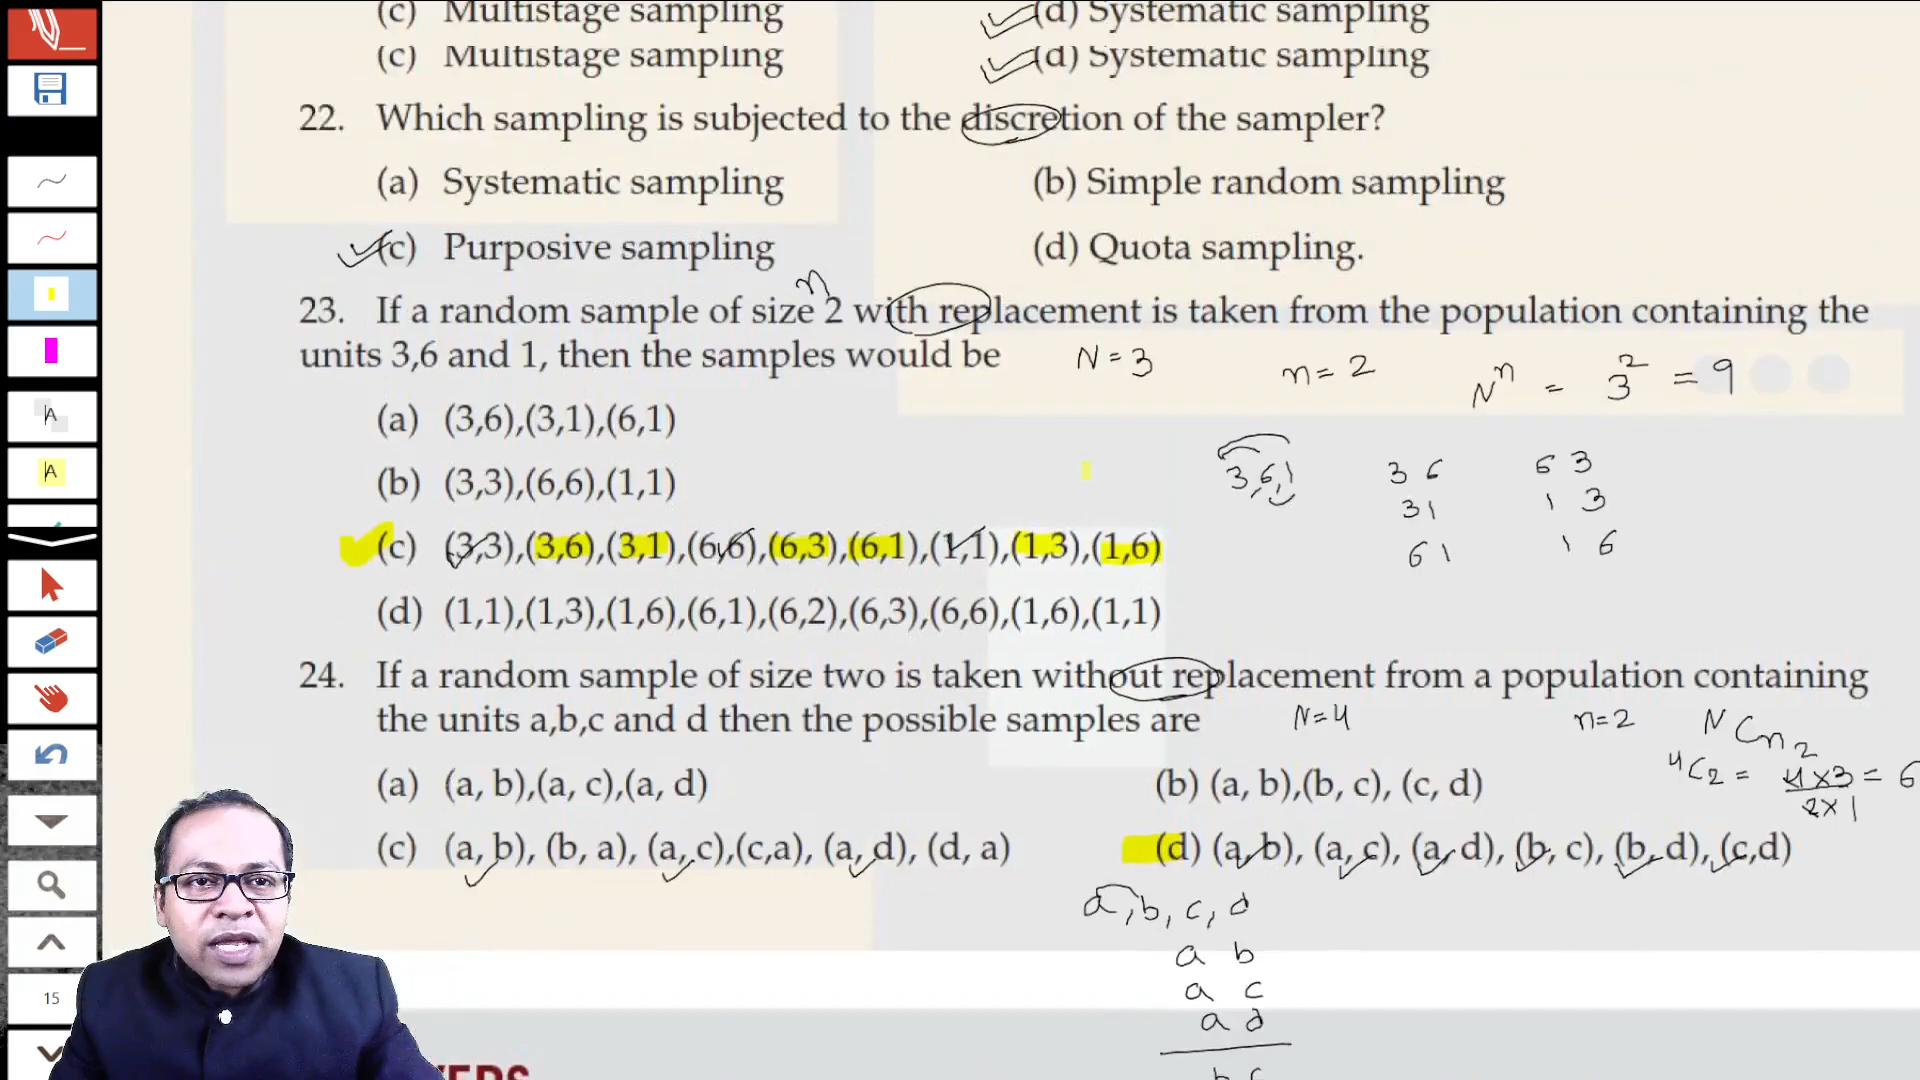 (c) Multistage sampling (d) Systematic sampling
(c) Multistage sampling (d) Systematic sampling
22. Which sampling is subjected to the discretion of the sampler?
(a) Systematic sampling (b) Simple random sampling
(c) Purposive sampling (d) Quota sampling.
n
23. If a random sample of size 2 with replacement is taken from the population containing the
units 3,6 and 1, then the samples would be N = 3 n = 2 N^n = 3^2 = 9
(a) (3,6),(3,1),(6,1)
3,6,1 3 6 6 3
(b) (3,3),(6,6),(1,1)
3 1 1 3
(c) (3,3),(3,6),(3,1),(6,6),(6,3),(6,1),(1,1),(1,3),(1,6)
6 1 1 6
(d) (1,1),(1,3),(1,6),(6,1),(6,2),(6,3),(6,6),(1,6),(1,1)
24. If a random sample of size two is taken without replacement from a population containing
the units a,b,c and d then the possible samples are N=4 n=2 N C n 2
4C2 = 4x3 = 6
2x1
(a) (a, b),(a, c),(a, d) (b) (a, b),(b, c), (c, d)
(c) (a, b), (b, a), (a, c),(c,a), (a, d), (d, a) (d) (a, b), (a, c), (a, d), (b, c), (b, d), (c,d)
a, b, c, d
a b
a c
a d
b c
15
A
A